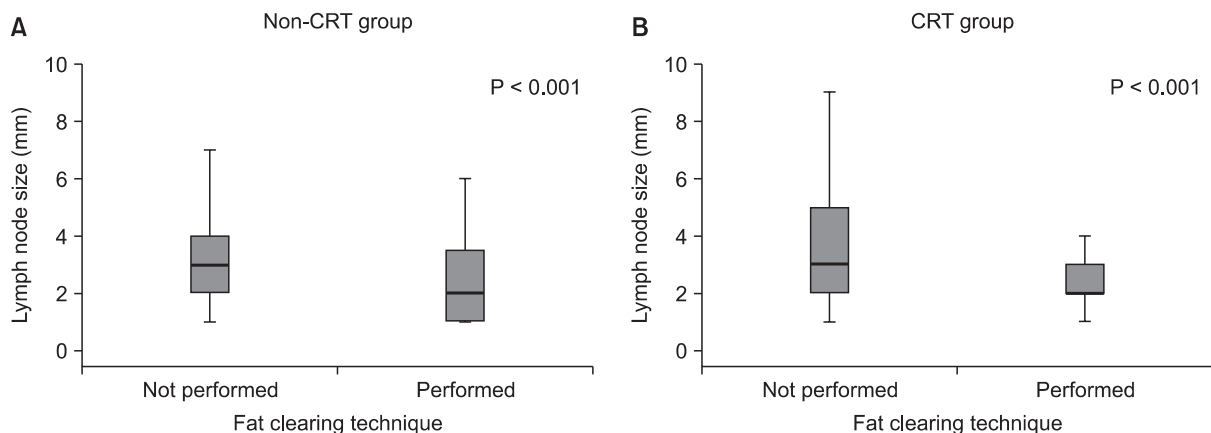 A
Non-CRT group
P < 0.001
Lymph node size (mm)
10
8
6
4
2
0
Not performed
Performed
Fat clearing technique
B
CRT group
P < 0.001
Lymph node size (mm)
10
8
6
4
2
0
Not performed
Performed
Fat clearing technique